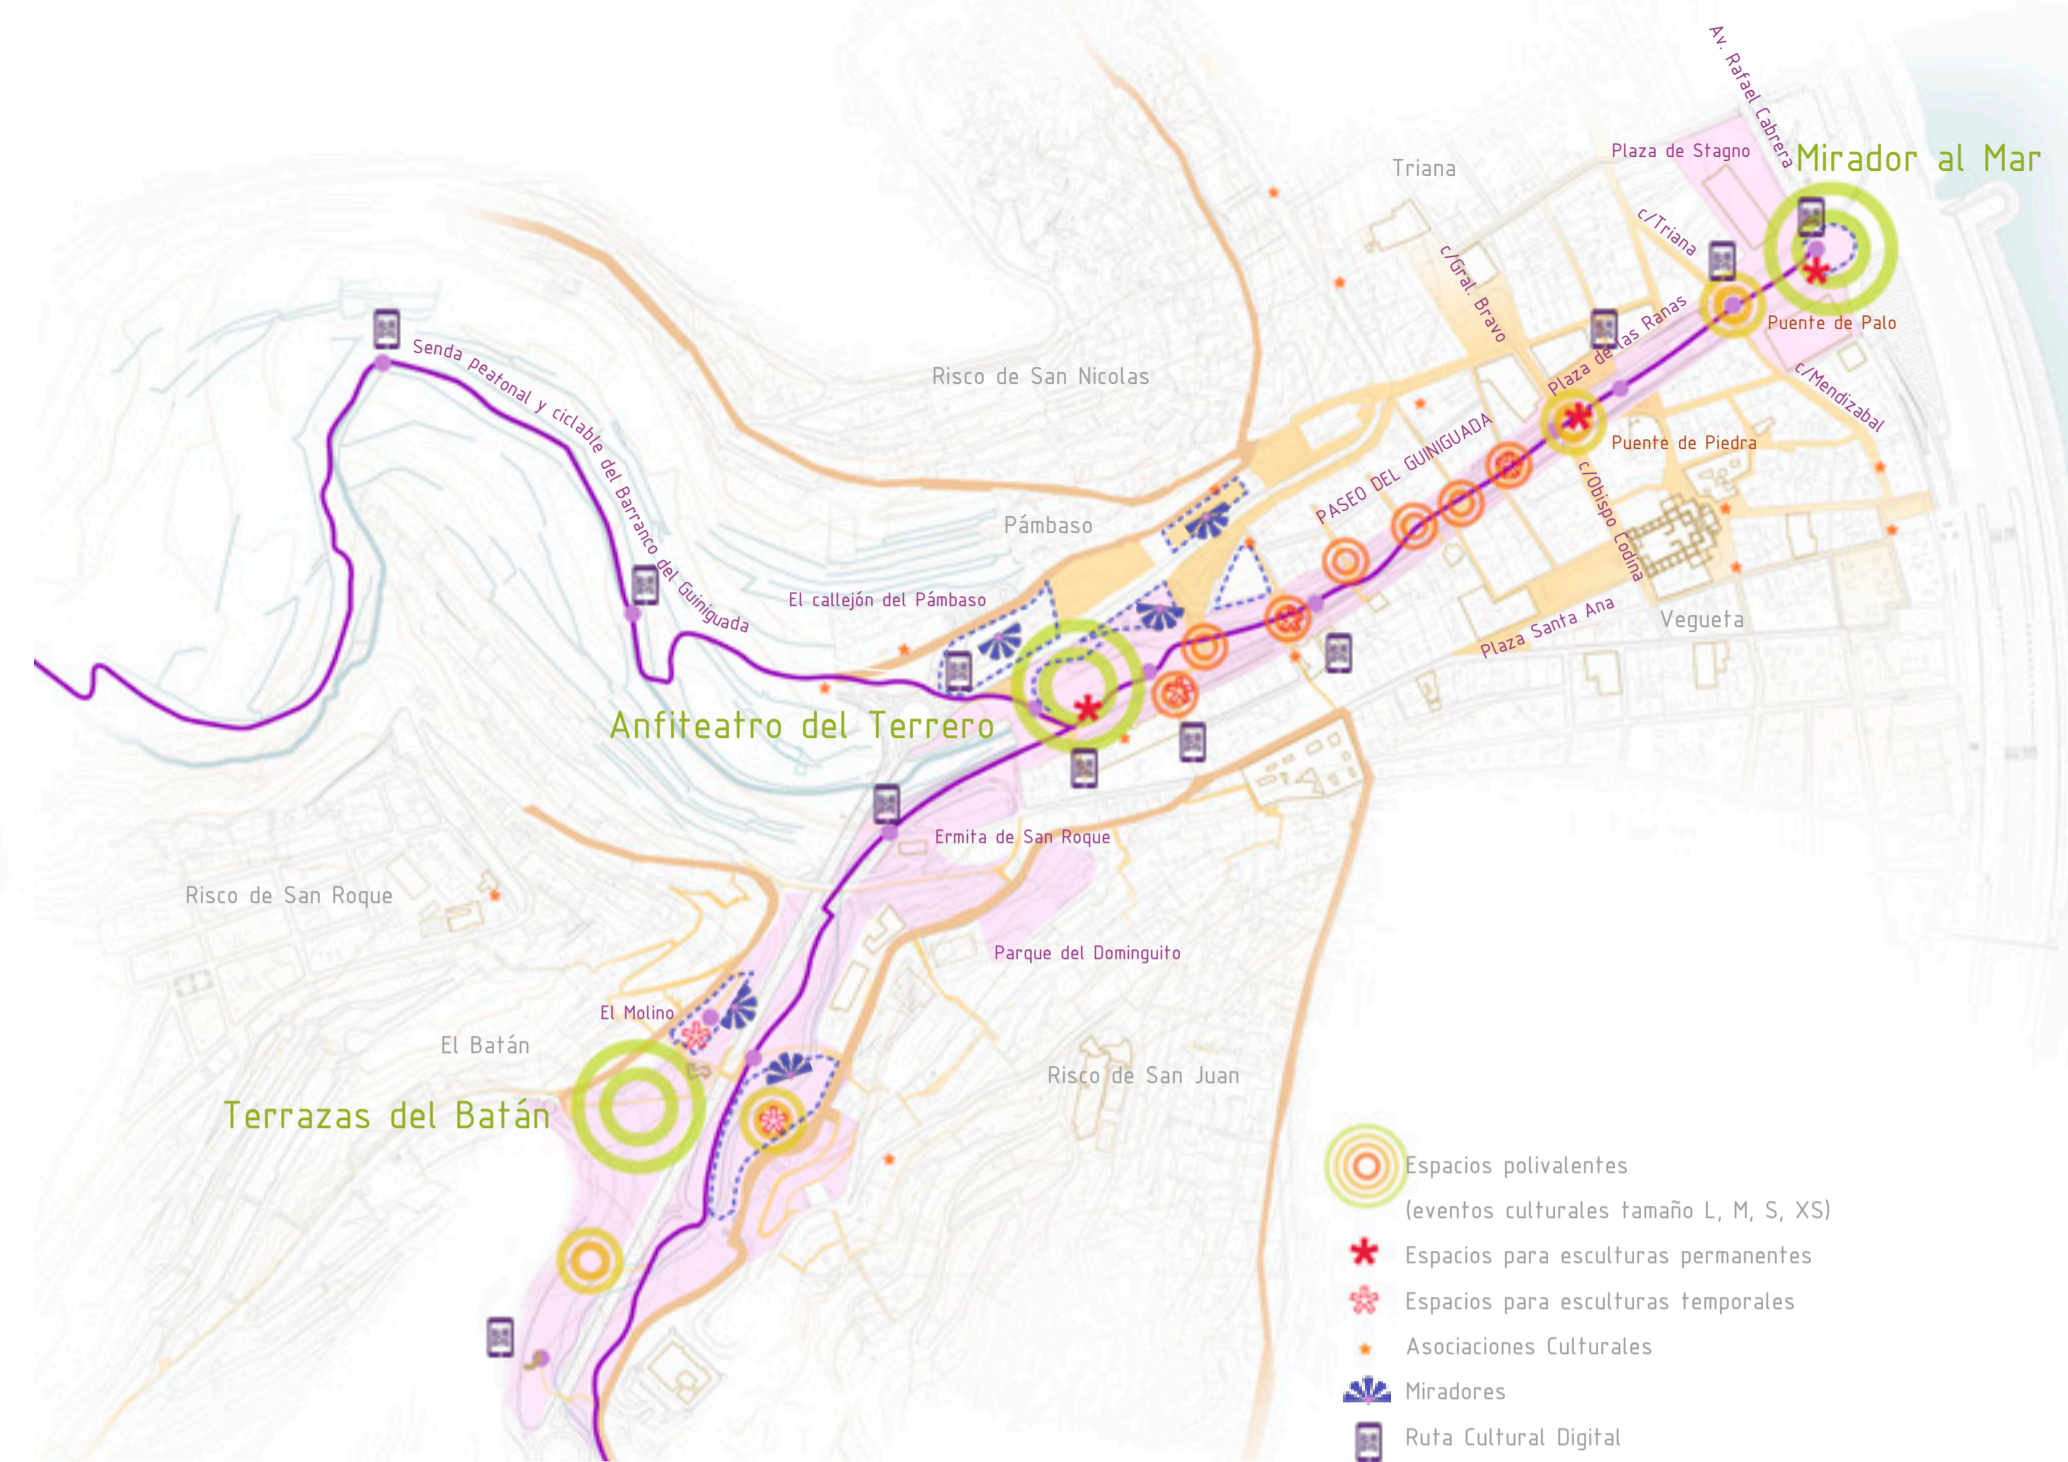 Av. Rafael Cabrera
Plaza de Stagno
Mirador al Mar
Triana
c/Triana
c/Gral. Bravo
Plaza de las Ranas
Puente de Palo
Senda peatonal y ciclable del Barranco del Guiniguada
Risco de San Nicolas
c/Mendizabal
PASEO DEL GUINIGUADA
Puente de Piedra
c/Obispo Codina
Pámbaso
El callejón del Pámbaso
Plaza Santa Ana
Vegueta
Anfiteatro del Terrero
Ermita de San Roque
Risco de San Roque
Parque del Dominguito
El Molino
El Batán
Risco de San Juan
Terrazas del Batán
Espacios polivalentes
(eventos culturales tamaño L, M, S, XS)
Espacios para esculturas permanentes
Espacios para esculturas temporales
Asociaciones Culturales
Miradores
Ruta Cultural Digital